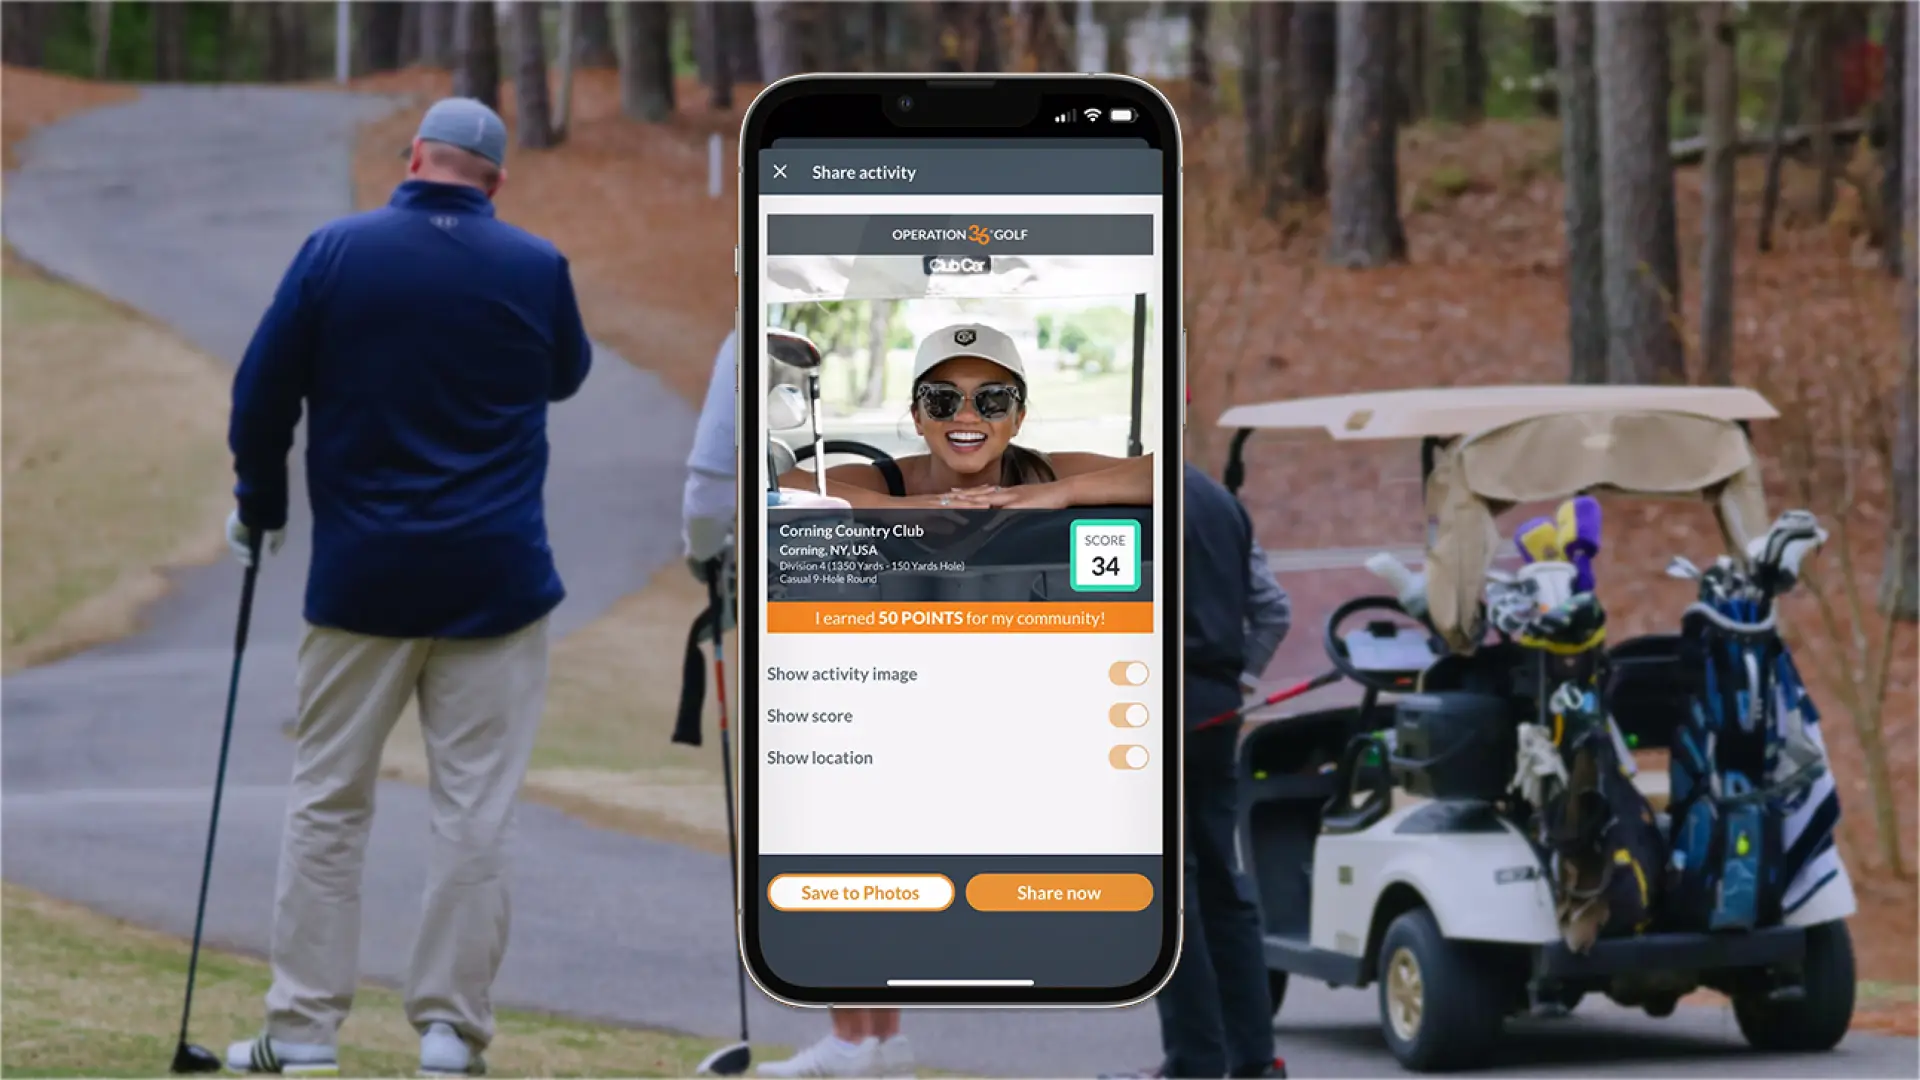 Share activity
OPERATION 36 GOLF
Club Car
Corning Country Club
Corning, NY, USA
Division 4 (1350 Yards - 150 Yards Hole)
Casual 9-Hole Round
SCORE
34
I earned 50 POINTS for my community!
Show activity image
Show score
Show location
Save to Photos
Share now